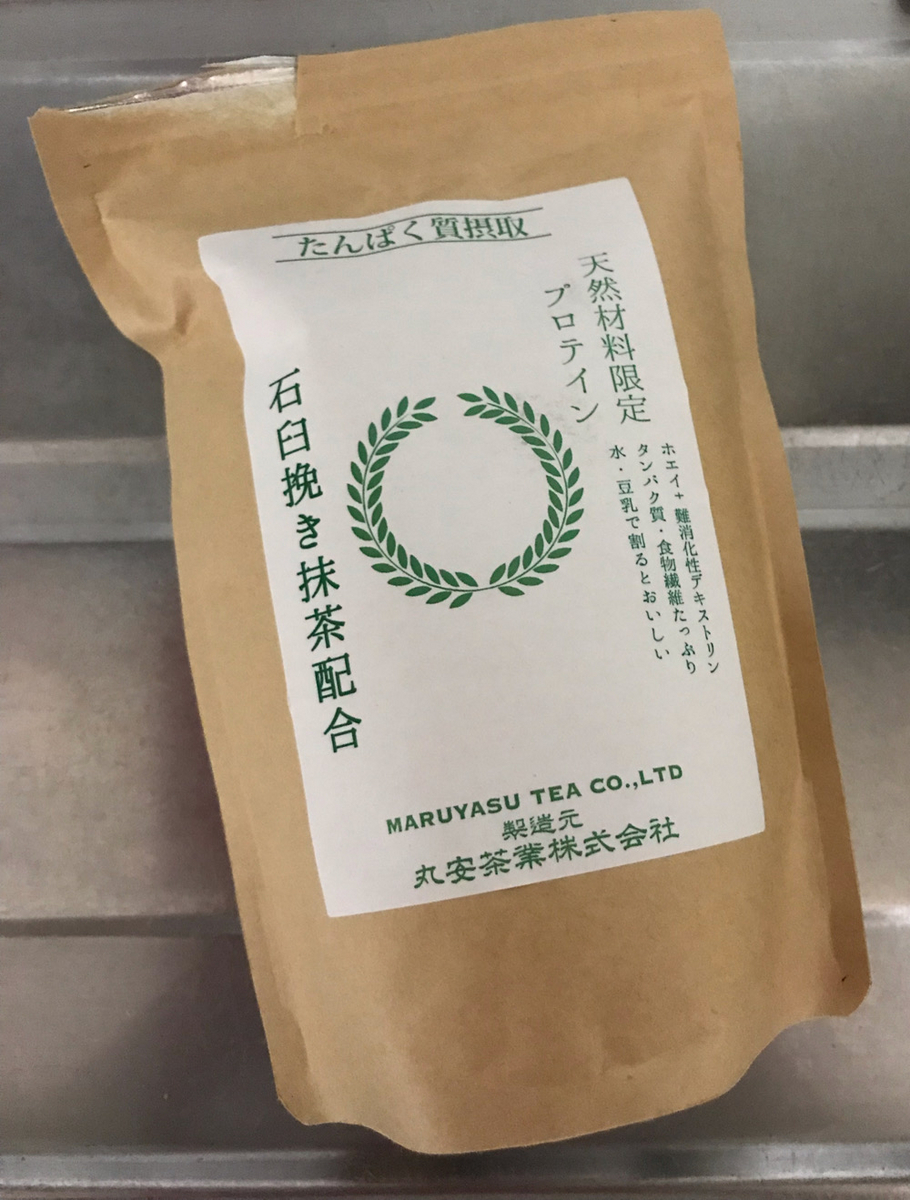 たんぱく質摂取
天然材料限定
プロテイン
ホエイ+難消化性デキストリン
タンパク質・食物繊維たっぷり
水・豆乳で割るとおいしい
石臼挽き抹茶配合
MARUYASU TEA CO.,LTD
製造元
丸安茶業株式会社